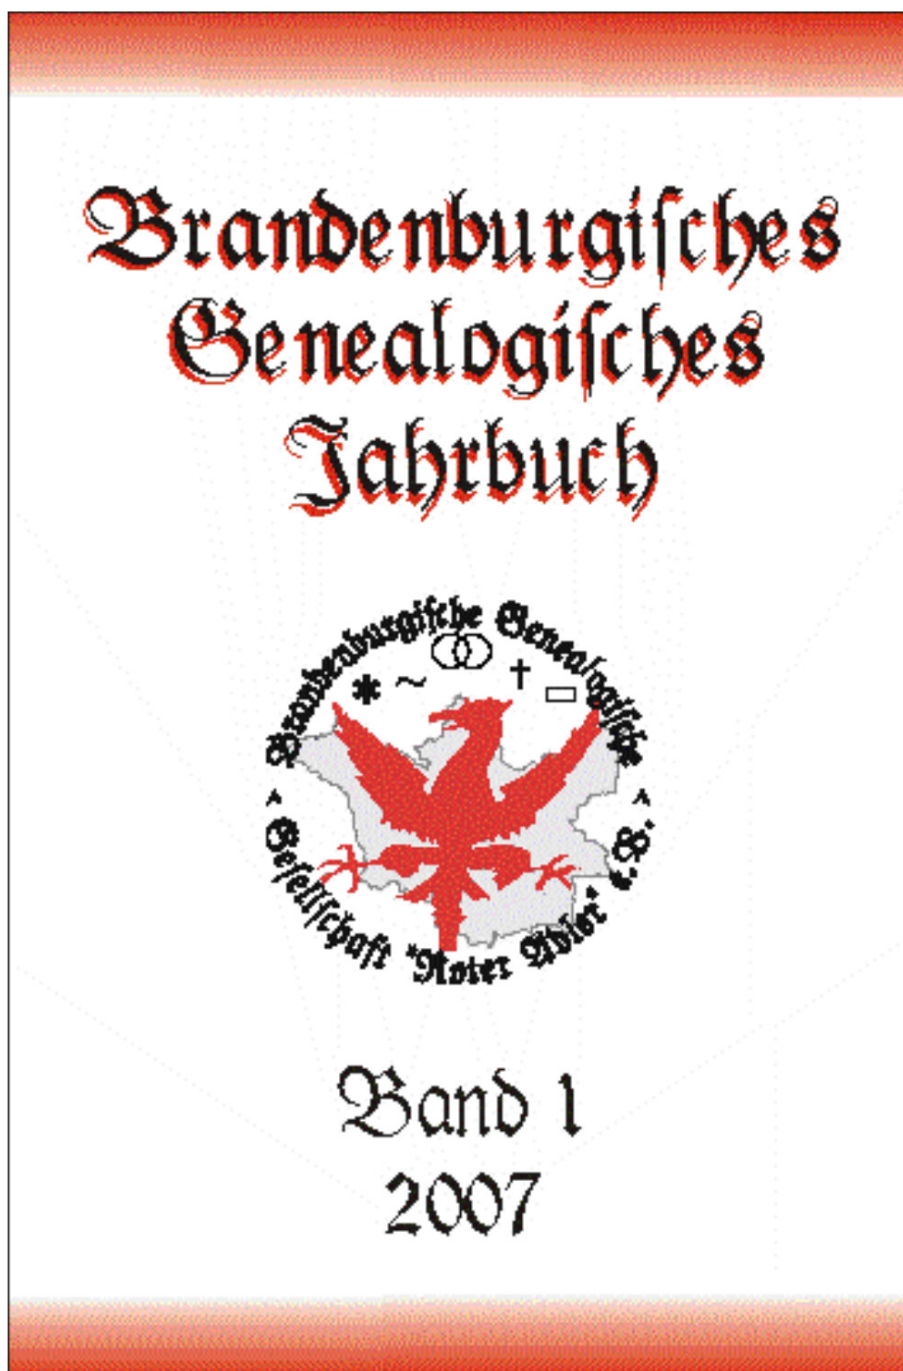 Brandenburgiſches
Genealogiſches
Jahrbuch
Brandenburgiſche Genealogiſche
Geſellſchaft "Roter Adler" e.V.
Band 1
2007